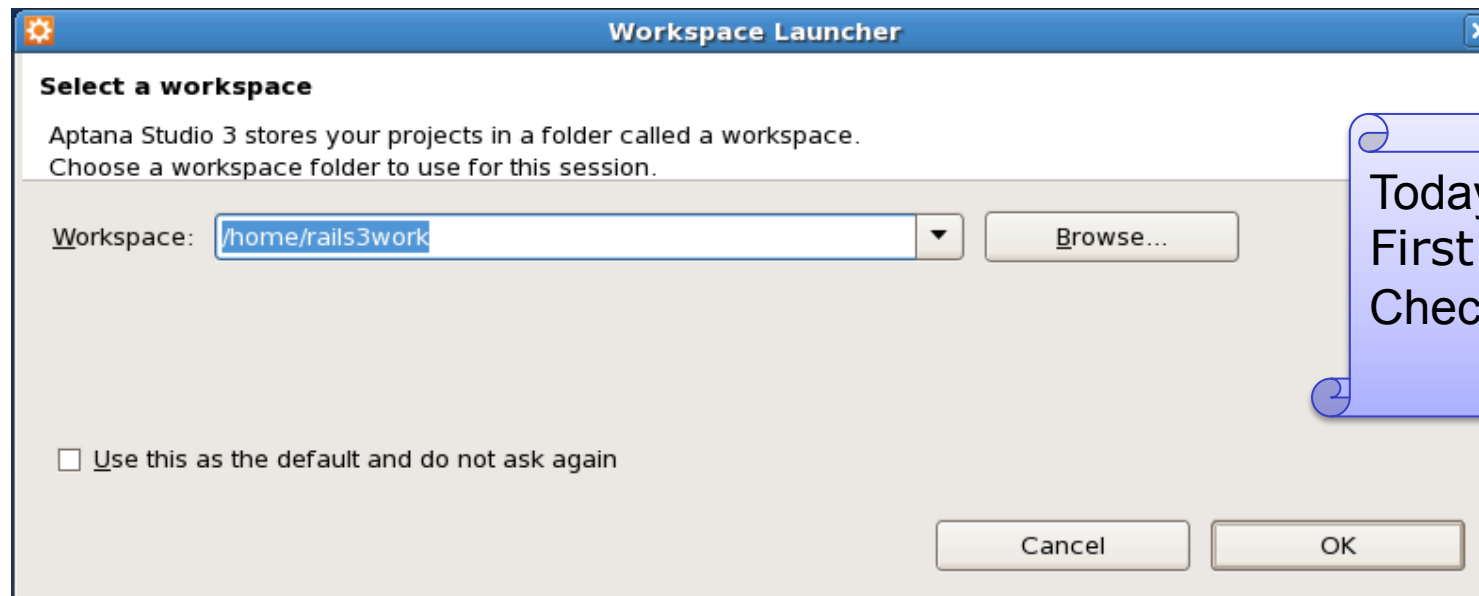 Workspace Launcher
Select a workspace
Aptana Studio 3 stores your projects in a folder called a workspace.
Choose a workspace folder to use for this session.
Workspace: /home/rails3work Browse...
Today
First
Chec
Use this as the default and do not ask again
Cancel OK